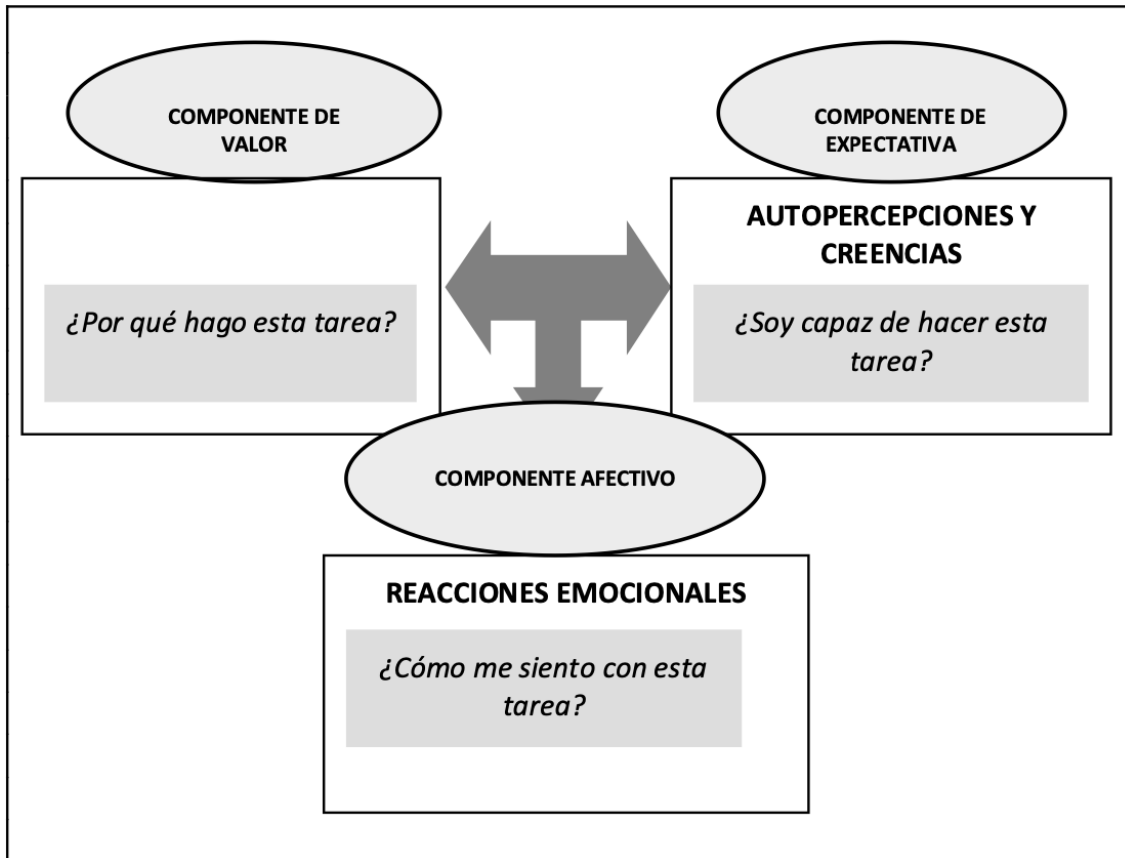 COMPONENTE DE
VALOR
¿Por qué hago esta tarea?
COMPONENTE DE
EXPECTATIVA
AUTOPERCEPCIONES Y
CREENCIAS
¿Soy capaz de hacer esta
tarea?
COMPONENTE AFECTIVO
REACCIONES EMOCIONALES
¿Cómo me siento con esta
tarea?